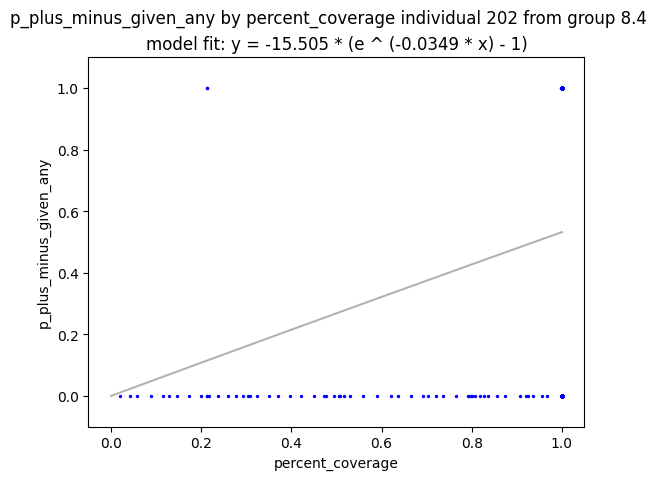 p_plus_minus_given_any by percent_coverage individual 202 from group 8.4
model fit: y = -15.505 * (e ^ (-0.0349 * x) - 1)
1.0
0.8
0.6
0.4
0.2
0.0
p_plus_minus_given_any
0.0 0.2 0.4 0.6 0.8 1.0
percent_coverage